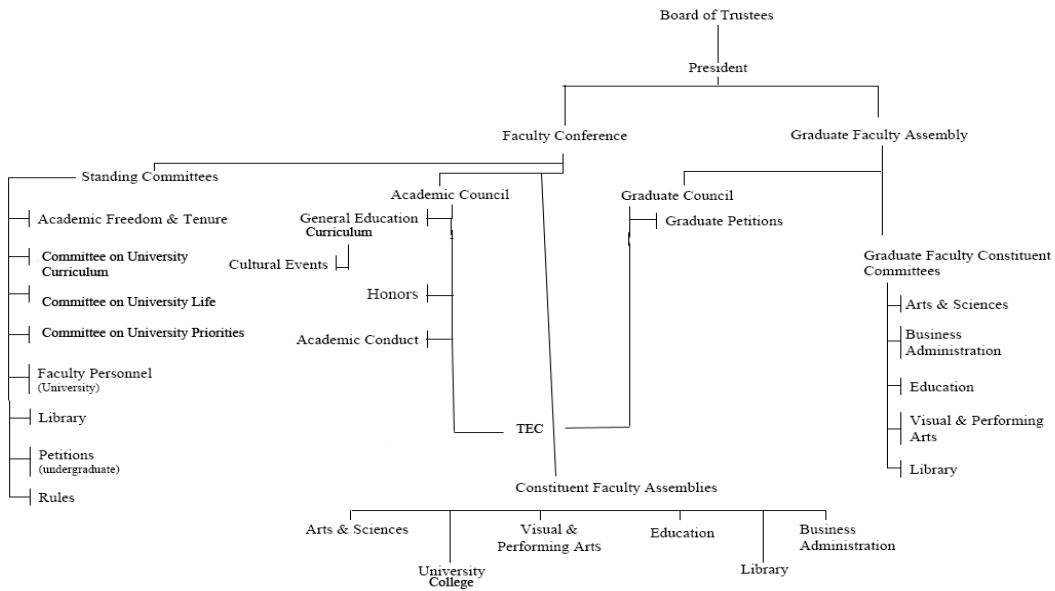 Board of Trustees
President
Faculty Conference
Graduate Faculty Assembly
Standing Committees
Academic Freedom & Tenure
Committee on University
Curriculum
Committee on University Life
Committee on University Priorities
Faculty Personnel
(University)
Library
Petitions
(undergraduate)
Rules
Academic Council
General Education
Curriculum
Cultural Events
Honors
Academic Conduct
TEC
Graduate Council
Graduate Petitions
Graduate Faculty Constituent
Committees
Arts & Sciences
Business
Administration
Education
Visual & Performing
Arts
Library
Constituent Faculty Assemblies
Arts & Sciences
University
College
Visual &
Performing Arts
Education
Library
Business
Administration